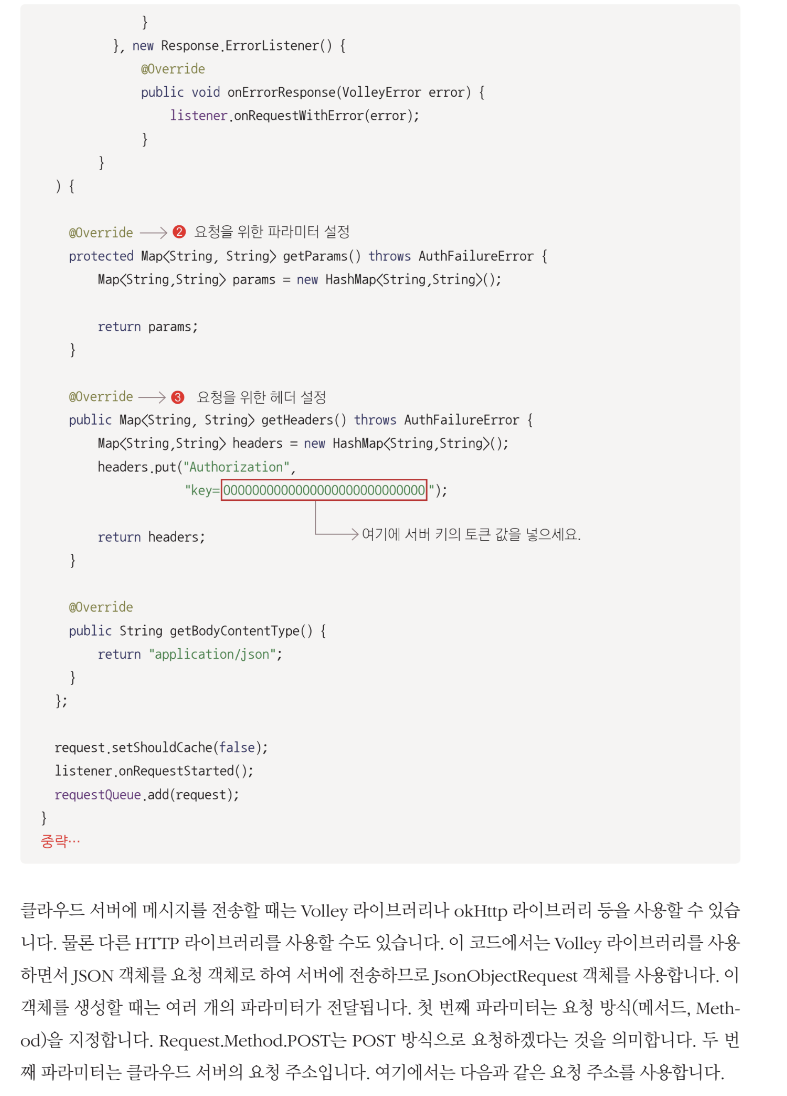 }
}, new Response.ErrorListener() {
@Override
public void onErrorResponse(VolleyError error) {
listener.onRequestWithError(error);
}
}
) {
@Override → ❷ 요청을 위한 파라미터 설정
protected Map<String, String> getParams() throws AuthFailureError {
Map<String,String> params = new HashMap<String,String>();
return params;
}
@Override → ❸ 요청을 위한 헤더 설정
public Map<String, String> getHeaders() throws AuthFailureError {
Map<String,String> headers = new HashMap<String,String>();
headers.put("Authorization",
"key=OOOOOOOOOOOOOOOOOOOOOOOOOOOO");
return headers;
여기에 서버 키의 토큰 값을 넣으세요.
}
@Override
public String getBodyContentType() {
return "application/json";
}
};
request.setShouldCache(false);
listener.onRequestStarted();
requestQueue.add(request);
}
중략…
클라우드 서버에 메시지를 전송할 때는 Volley 라이브러리나 okHttp 라이브러리 등을 사용할 수 있습
니다. 물론 다른 HTTP 라이브러리를 사용할 수도 있습니다. 이 코드에서는 Volley 라이브러리를 사용
하면서 JSON 객체를 요청 객체로 하여 서버에 전송하므로 JsonObjectRequest 객체를 사용합니다. 이
객체를 생성할 때는 여러 개의 파라미터가 전달됩니다. 첫 번째 파라미터는 요청 방식(메서드, Meth-
od)을 지정합니다. Request.Method.POST는 POST 방식으로 요청하겠다는 것을 의미합니다. 두 번
째 파라미터는 클라우드 서버의 요청 주소입니다. 여기에서는 다음과 같은 요청 주소를 사용합니다.